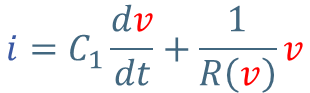 i = C₁ dv/dt + 1/R(v) v